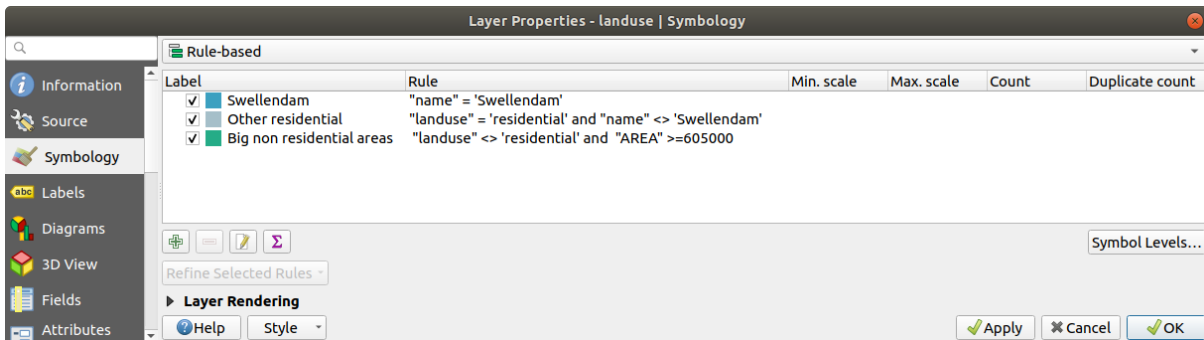 Layer Properties - landuse | Symbology
Rule-based
Information
Source
Symbology
abc Labels
Diagrams
3D View
Fields
Attributes
Label Rule Min. scale Max. scale Count Duplicate count
Swellendam "name" = 'Swellendam'
Other residential "landuse" = 'residential' and "name" <> 'Swellendam'
Big non residential areas "landuse" <> 'residential' and "AREA" >=605000
Σ
Symbol Levels...
Refine Selected Rules
Layer Rendering
Help Style Apply Cancel OK